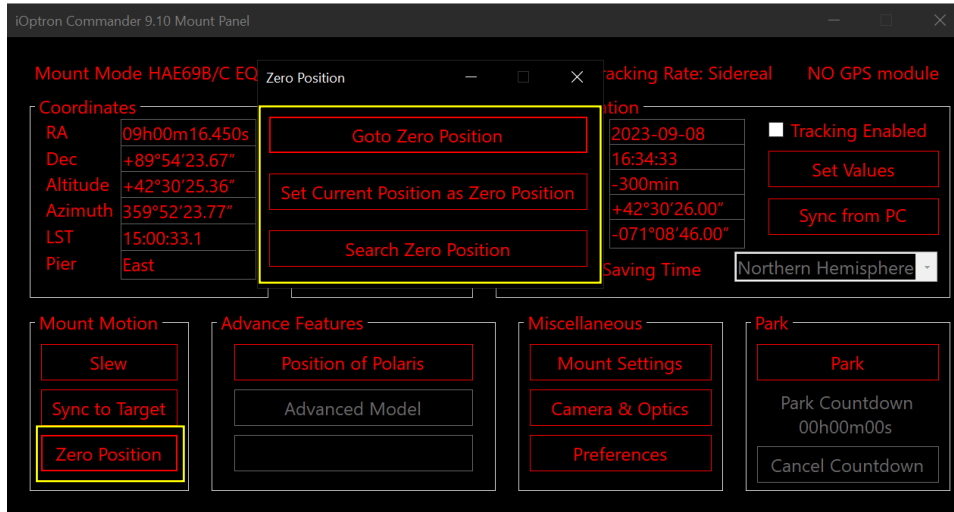 iOptron Commander 9.10 Mount Panel
Mount Mode HAE69B/C EQ
Tracking Rate: Sidereal
NO GPS module
Zero Position
Goto Zero Position
Set Current Position as Zero Position
Search Zero Position
Coordinates
RA 09h00m16.450s
Dec +89°54'23.67"
Altitude +42°30'25.36"
Azimuth 359°52'23.77"
LST 15:00:33.1
Pier East
2023-09-08
16:34:33
-300min
+42°30'26.00"
-071°08'46.00"
Saving Time
Northern Hemisphere
Tracking Enabled
Set Values
Sync from PC
Mount Motion
Slew
Sync to Target
Zero Position
Advance Features
Position of Polaris
Advanced Model
Miscellaneous
Mount Settings
Camera & Optics
Preferences
Park
Park
Park Countdown
00h00m00s
Cancel Countdown